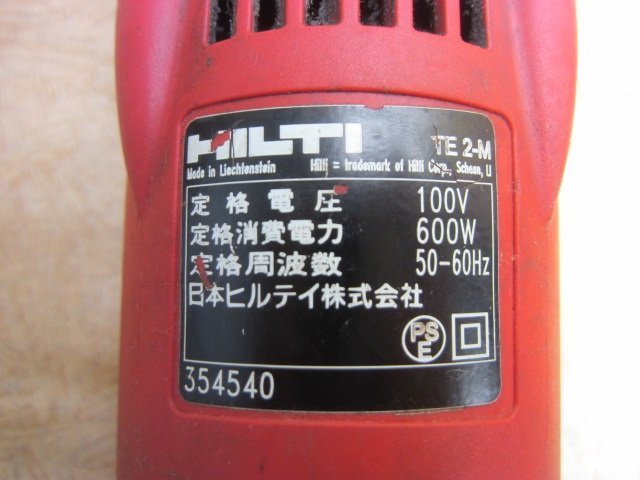 HILTI TE 2-M
Made in Liechtenstein Hilti = trademark of Hilti Corp., Schaan, LI
定格電圧 100V
定格消費電力 600W
定格周波数 50-60Hz
日本ヒルテイ株式会社
PS
E
354540